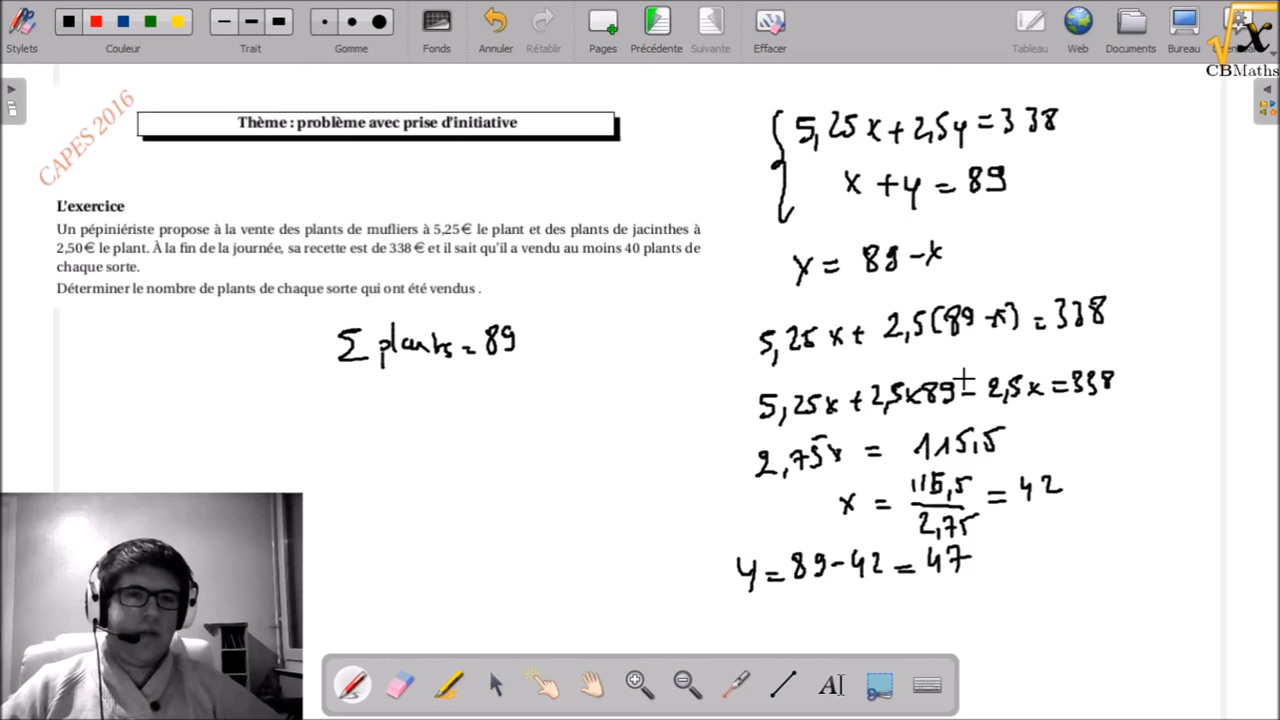 Stylets Couleur Trait Gomme Fonds Annuler Rétablir Pages Précédente Suivante Effacer Tableau Web Documents Bureau
CBMaths
CAPES 2016
Thème : problème avec prise d'initiative
L'exercice
Un pépiniériste propose à la vente des plants de mufliers à 5,25€ le plant et des plants de jacinthes à
2,50€ le plant. À la fin de la journée, sa recette est de 338€ et il sait qu'il a vendu au moins 40 plants de
chaque sorte.
Déterminer le nombre de plants de chaque sorte qui ont été vendus .
Σ plants = 89
5,25x + 2,5y = 338
x + y = 89
y = 89 - x
5,25x + 2,5(89 - x) = 338
5,25x + 2,5x89 - 2,5x = 338
2,75x = 115,5
x = 115,5/2,75 = 42
y = 89 - 42 = 47